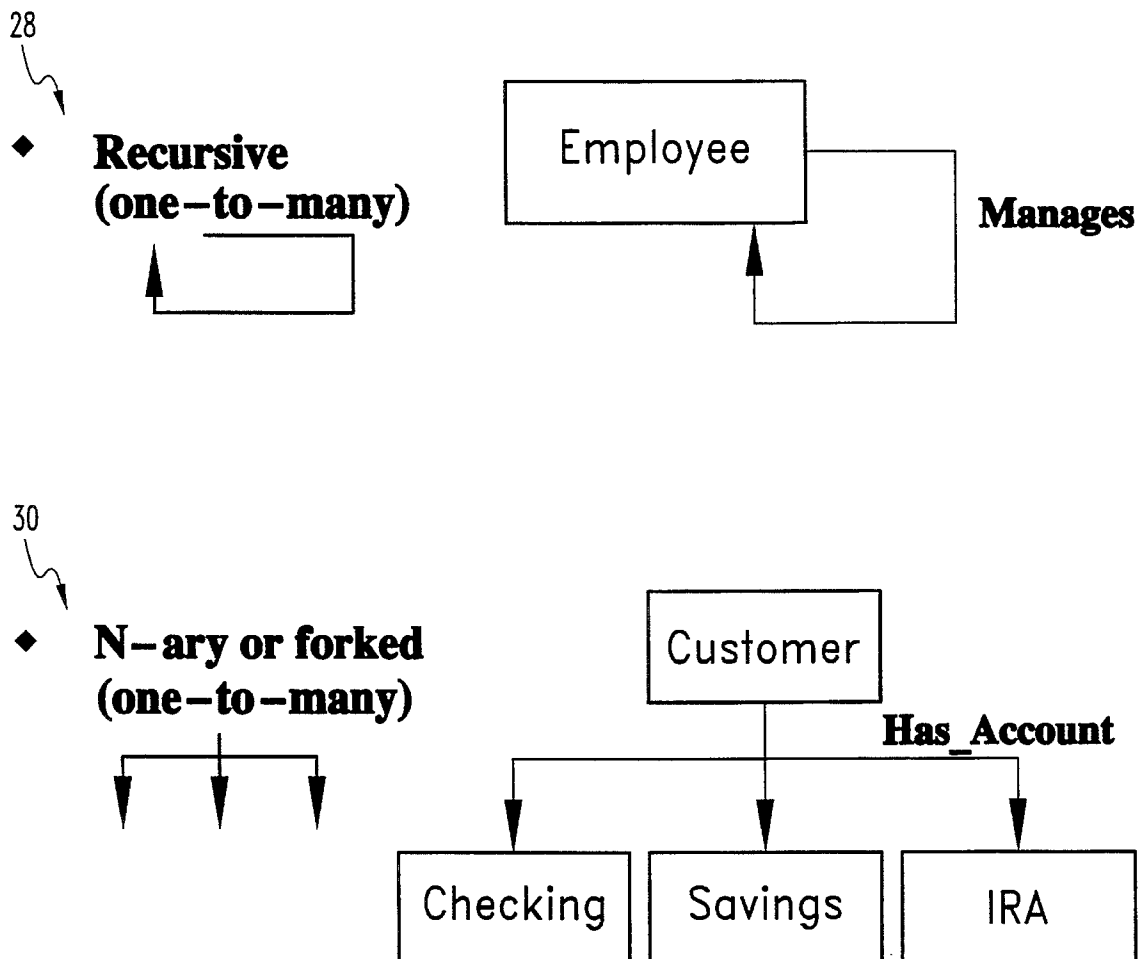 28
◆ Recursive
(one-to-many)
Employee
Manages
30
◆ N-ary or forked
(one-to-many)
Customer
Has_Account
Checking
Savings
IRA